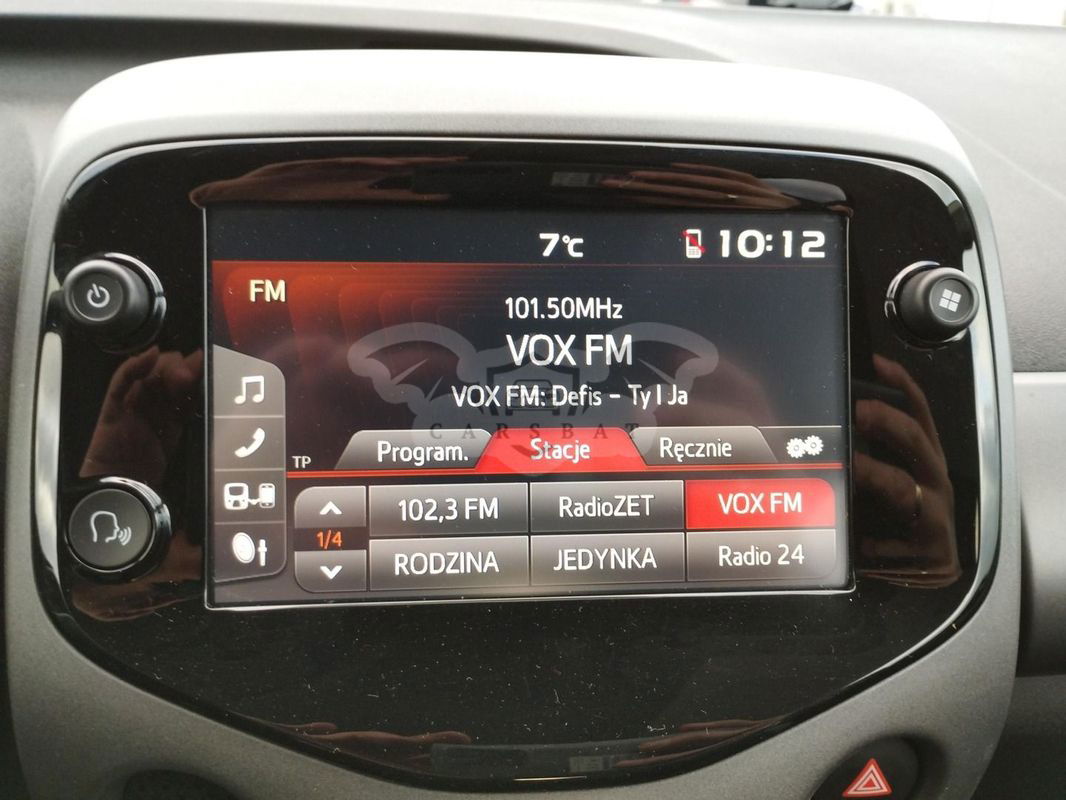 7°C 10:12
FM
101.50MHz
VOX FM
VOX FM: Defis - Ty I Ja
CARSBAT
TP Program. Stacje Ręcznie
102,3 FM RadioZET VOX FM
1/4
RODZINA JEDYNKA Radio 24